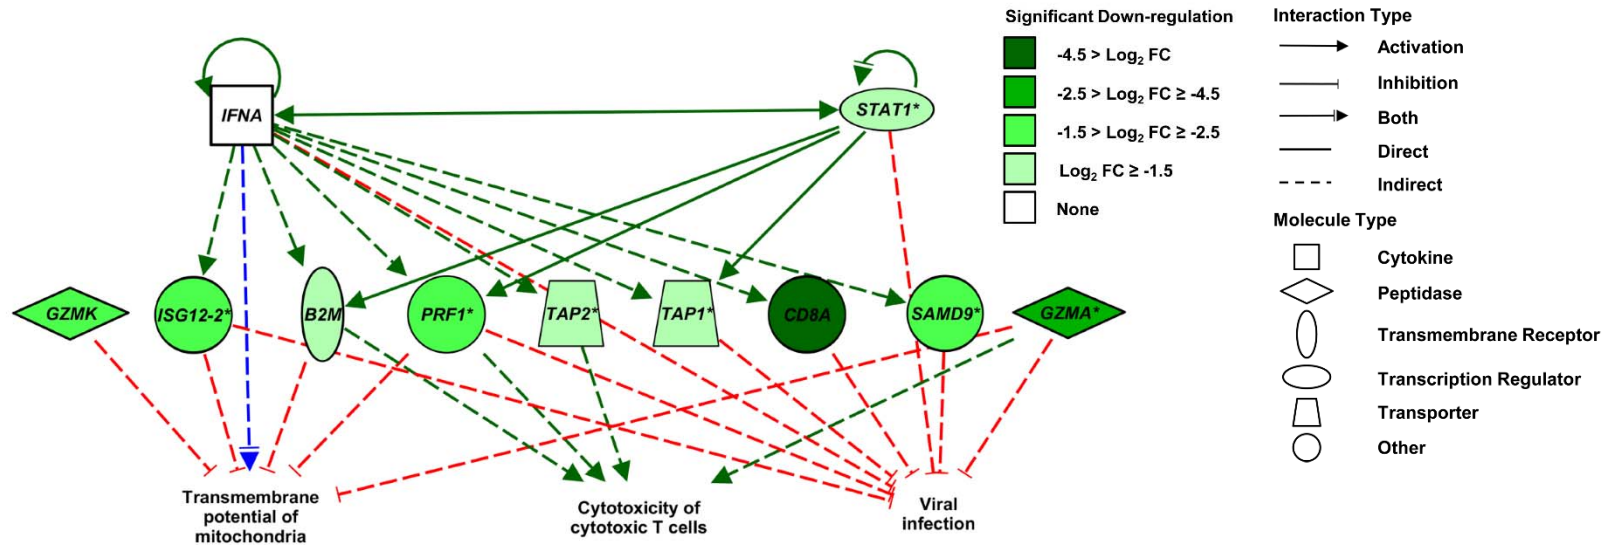 IFNA
STAT1*
GZMK
ISG12-2*
B2M
PRF1*
TAP2*
TAP1*
CD8A
SAMD9*
GZMA*
Transmembrane
potential of
mitochondria
Cytotoxicity of
cytotoxic T cells
Viral
infection
Significant Down-regulation
-4.5 > Log₂ FC
-2.5 > Log₂ FC ≥ -4.5
-1.5 > Log₂ FC ≥ -2.5
Log₂ FC ≥ -1.5
None
Interaction Type
Activation
Inhibition
Both
Direct
Indirect
Molecule Type
Cytokine
Peptidase
Transmembrane Receptor
Transcription Regulator
Transporter
Other